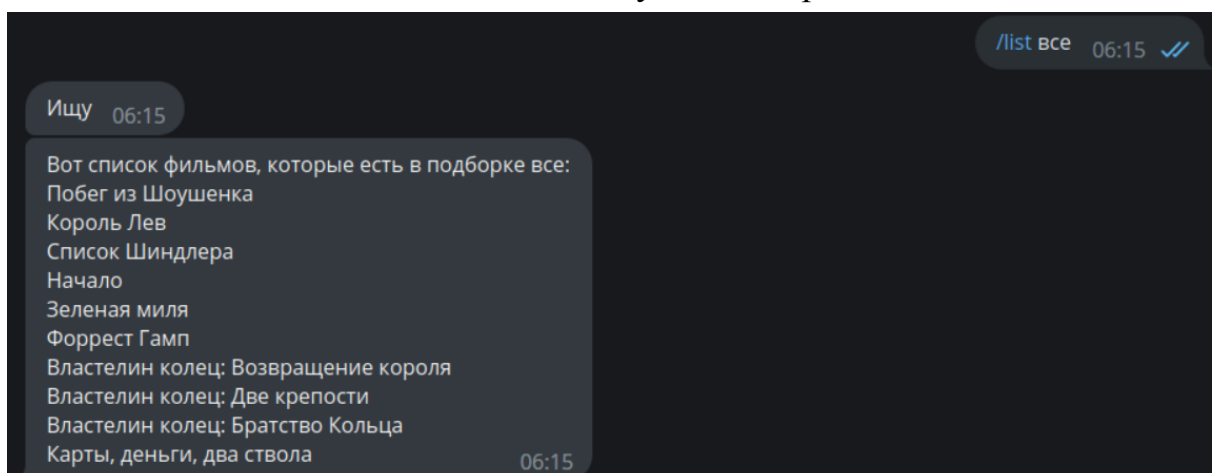 /list все 06:15
Ищу 06:15
Вот список фильмов, которые есть в подборке все:
Побег из Шоушенка
Король Лев
Список Шиндлера
Начало
Зеленая миля
Форрест Гамп
Властелин колец: Возвращение короля
Властелин колец: Две крепости
Властелин колец: Братство Кольца
Карты, деньги, два ствола 06:15